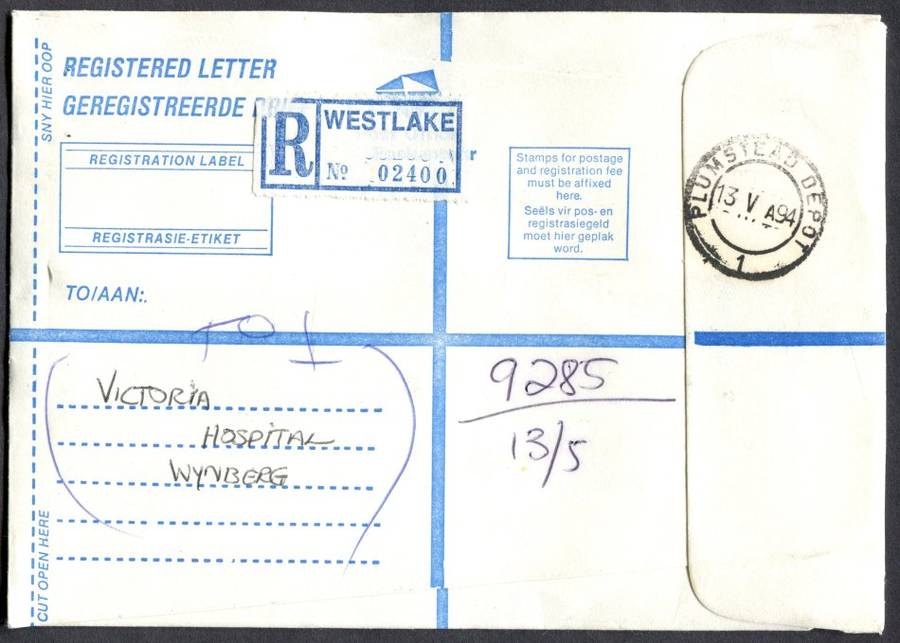 SNY HIER OOP
REGISTERED LETTER
GEREGISTREERDE
R
WESTLAKE
No 02400
REGISTRATION LABEL
REGISTRASIE-ETIKET
Stamps for postage
and registration fee
must be affixed
here.
Seëls vir pos- en
registrasiegeld
moet hier geplak
word.
PLUMSTEAD DEPOT
13 V A94
1
TO/AAN:.
TO 1
VICTORIA
HOSPITAL
WYNBERG
9285
13/5
CUT OPEN HERE